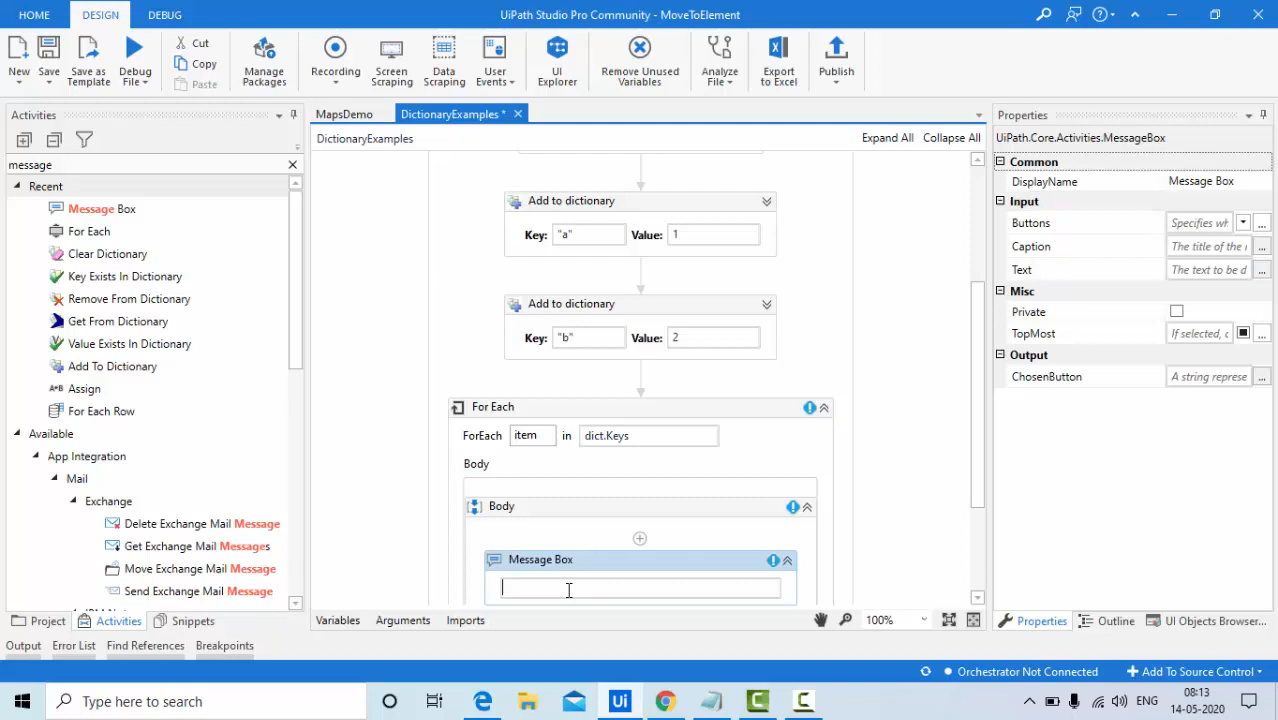 HOME DESIGN DEBUG UiPath Studio Pro Community - MoveToElement
New Save Save as Template Debug File Cut Copy Paste Manage Packages Recording Screen Scraping Data Scraping User Events UI Explorer Remove Unused Variables Analyze File Export to Excel Publish
Activities
message
Recent
Message Box
For Each
Clear Dictionary
Key Exists In Dictionary
Remove From Dictionary
Get From Dictionary
Value Exists In Dictionary
Add To Dictionary
A*B Assign
For Each Row
Available
App Integration
Mail
Exchange
Delete Exchange Mail Message
Get Exchange Mail Messages
Move Exchange Mail Message
Send Exchange Mail Message
Project Activities Snippets
MapsDemo DictionaryExamples *
DictionaryExamples Expand All Collapse All
Add to dictionary
Key: "a" Value: 1
Add to dictionary
Key: "b" Value: 2
For Each
ForEach item in dict.Keys
Body
Body
Message Box
Variables Arguments Imports 100%
Properties
UiPath.Core.Activities.MessageBox
Common
DisplayName Message Box
Input
Buttons Specifies wh ...
Caption The title of the ...
Text The text to be d ...
Misc
Private
TopMost If selected, c ...
Output
ChosenButton A string represe ...
Properties Outline UI Objects Browser...
Output Error List Find References Breakpoints
Orchestrator Not Connected Add To Source Control
Type here to search Ui ENG 08:13
14-05-2020